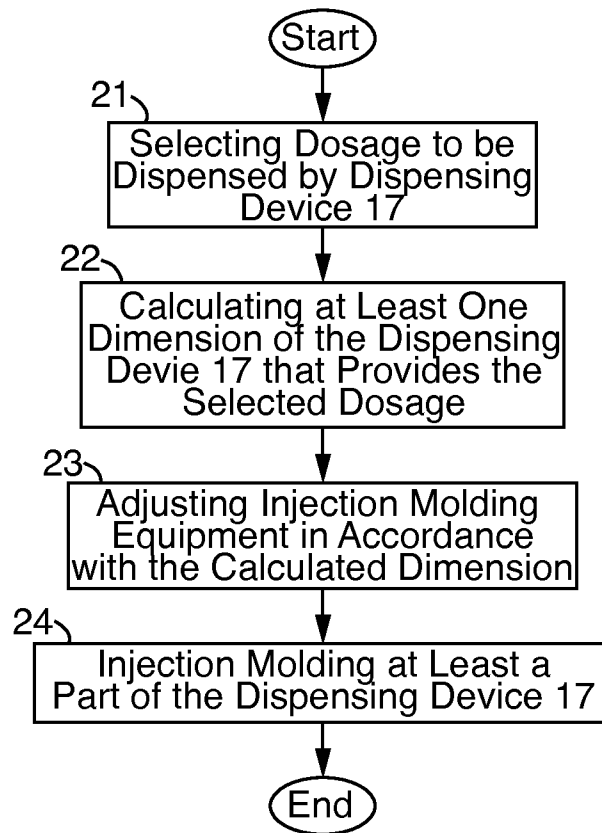 Start
21
Selecting Dosage to be
Dispensed by Dispensing
Device 17
22
Calculating at Least One
Dimension of the Dispensing
Devie 17 that Provides the
Selected Dosage
23
Adjusting Injection Molding
Equipment in Accordance
with the Calculated Dimension
24
Injection Molding at Least a
Part of the Dispensing Device 17
End